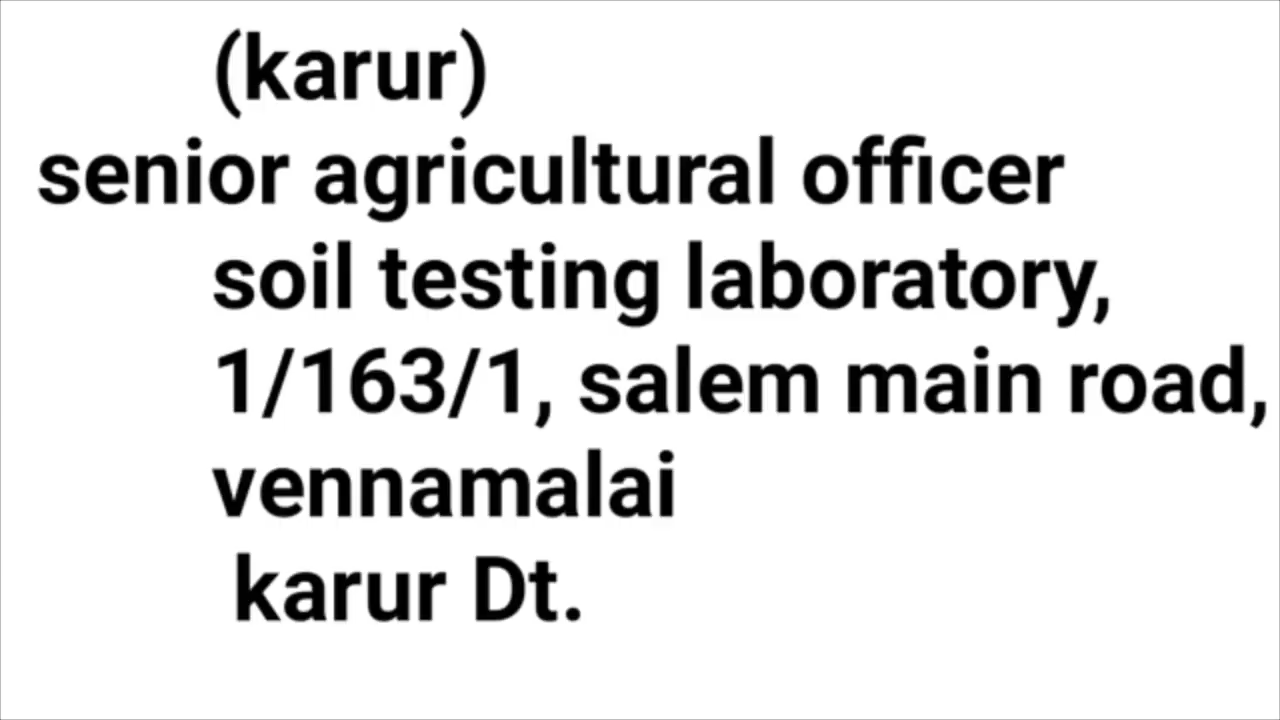 (karur)
senior agricultural officer
soil testing laboratory,
1/163/1, salem main road,
vennamalai
karur Dt.